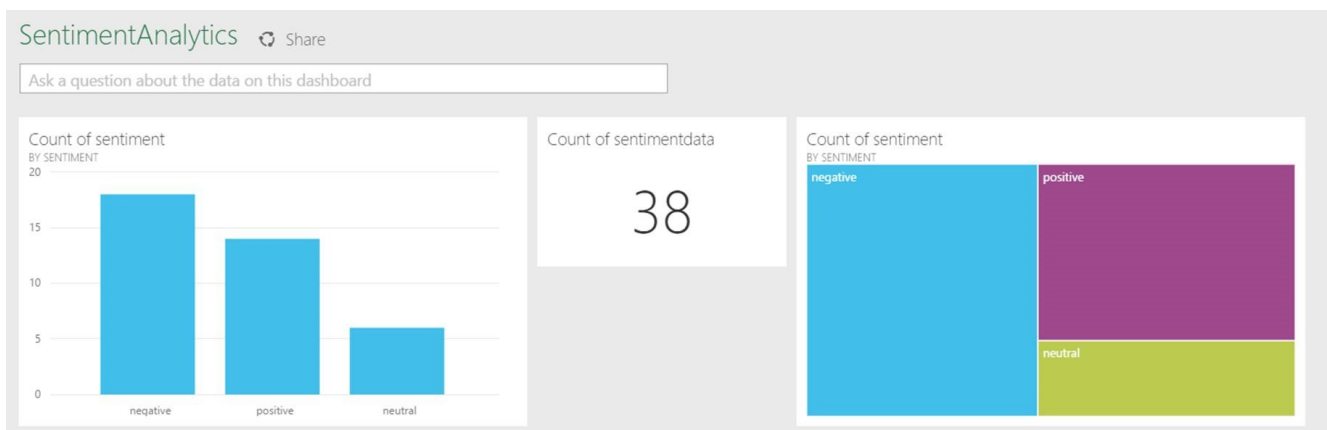 SentimentAnalytics Share
Ask a question about the data on this dashboard
Count of sentiment
BY SENTIMENT
20
15
10
5
0
negative positive neutral
Count of sentimentdata
38
Count of sentiment
BY SENTIMENT
negative
positive
neutral